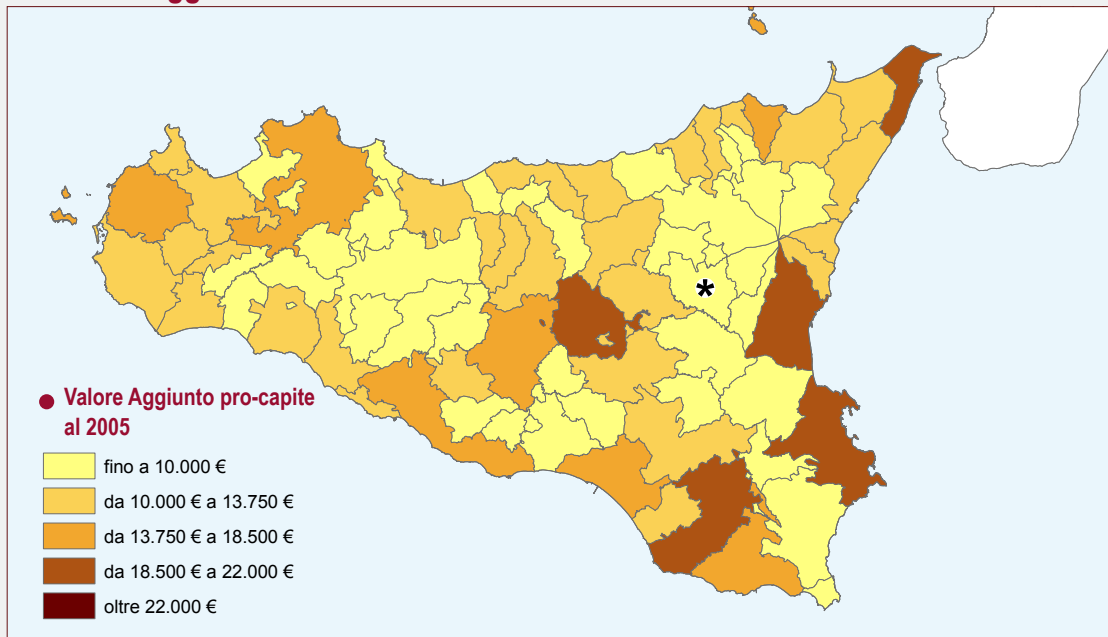 Valore Aggiunto pro-capite
al 2005
fino a 10.000 €
da 10.000 € a 13.750 €
da 13.750 € a 18.500 €
da 18.500 € a 22.000 €
oltre 22.000 €
*